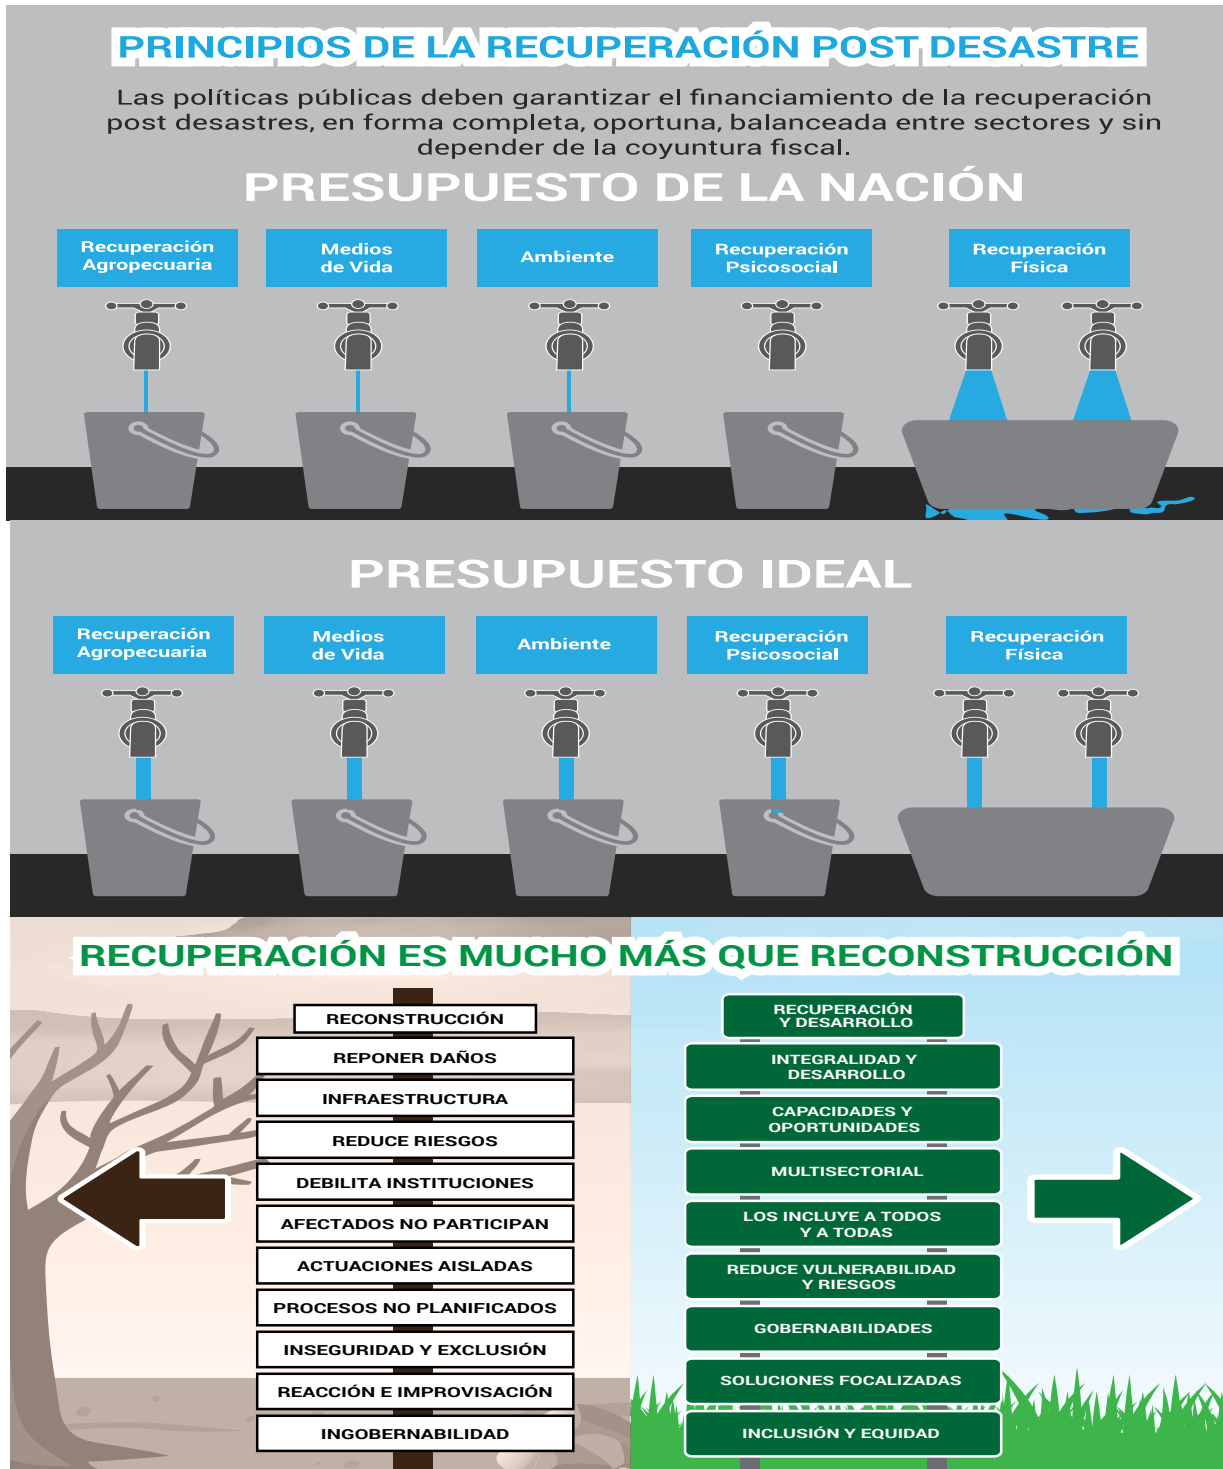 PRINCIPIOS DE LA RECUPERACIÓN POST DESASTRE
Las políticas públicas deben garantizar el financiamiento de la recuperación
post desastres, en forma completa, oportuna, balanceada entre sectores y sin
depender de la coyuntura fiscal.
PRESUPUESTO DE LA NACIÓN
Recuperación
Agropecuaria
Medios
de Vida
Ambiente
Recuperación
Psicosocial
Recuperación
Física
PRESUPUESTO IDEAL
Recuperación
Agropecuaria
Medios
de Vida
Ambiente
Recuperación
Psicosocial
Recuperación
Física
RECUPERACIÓN ES MUCHO MÁS QUE RECONSTRUCCIÓN
RECONSTRUCCIÓN
REPONER DAÑOS
INFRAESTRUCTURA
REDUCE RIESGOS
DEBILITA INSTITUCIONES
AFECTADOS NO PARTICIPAN
ACTUACIONES AISLADAS
PROCESOS NO PLANIFICADOS
INSEGURIDAD Y EXCLUSIÓN
REACCIÓN E IMPROVISACIÓN
INGOBERNABILIDAD
RECUPERACIÓN
Y DESARROLLO
INTEGRALIDAD Y
DESARROLLO
CAPACIDADES Y
OPORTUNIDADES
MULTISECTORIAL
LOS INCLUYE A TODOS
Y A TODAS
REDUCE VULNERABILIDAD
Y RIESGOS
GOBERNABILIDADES
SOLUCIONES FOCALIZADAS
INCLUSIÓN Y EQUIDAD